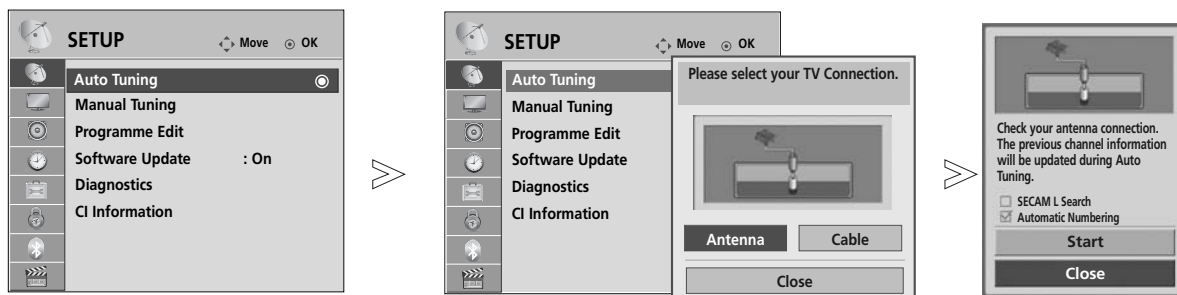 SETUP Move OK
Auto Tuning
Manual Tuning
Programme Edit
Software Update : On
Diagnostics
CI Information
SETUP Move OK
Auto Tuning
Manual Tuning
Programme Edit
Software Update
Diagnostics
CI Information
Please select your TV Connection.
Antenna Cable
Close
Check your antenna connection.
The previous channel information
will be updated during Auto
Tuning.
SECAM L Search
Automatic Numbering
Start
Close